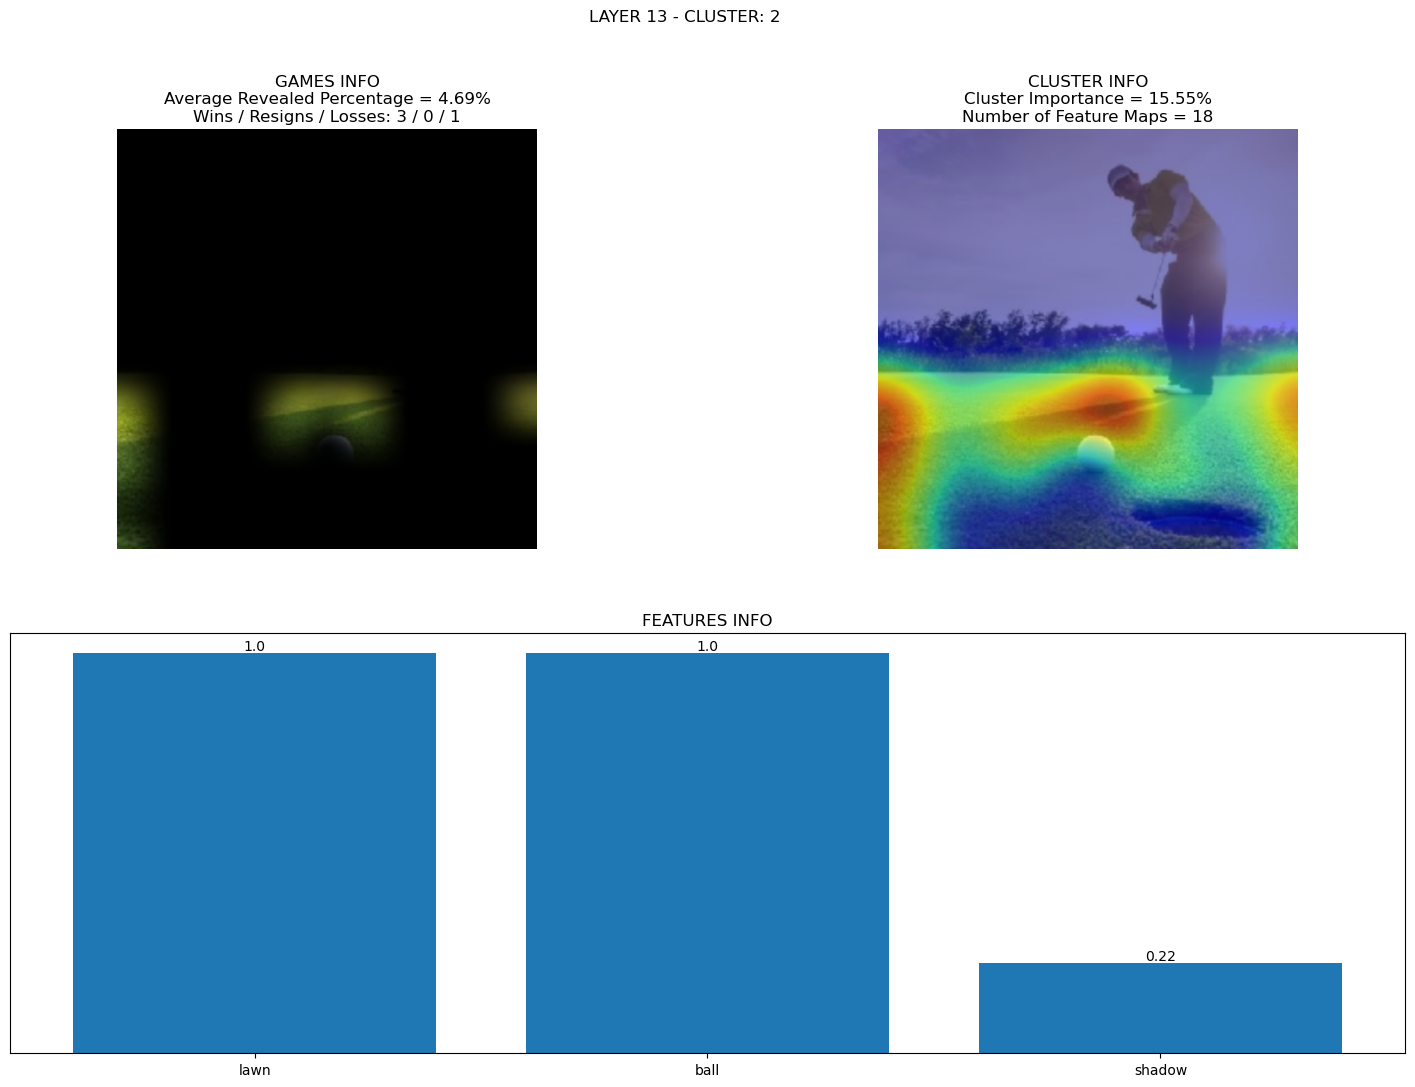 LAYER 13 - CLUSTER: 2
GAMES INFO
Average Revealed Percentage = 4.69%
Wins / Resigns / Losses: 3 / 0 / 1
CLUSTER INFO
Cluster Importance = 15.55%
Number of Feature Maps = 18
FEATURES INFO
1.0
1.0
0.22
lawn
ball
shadow